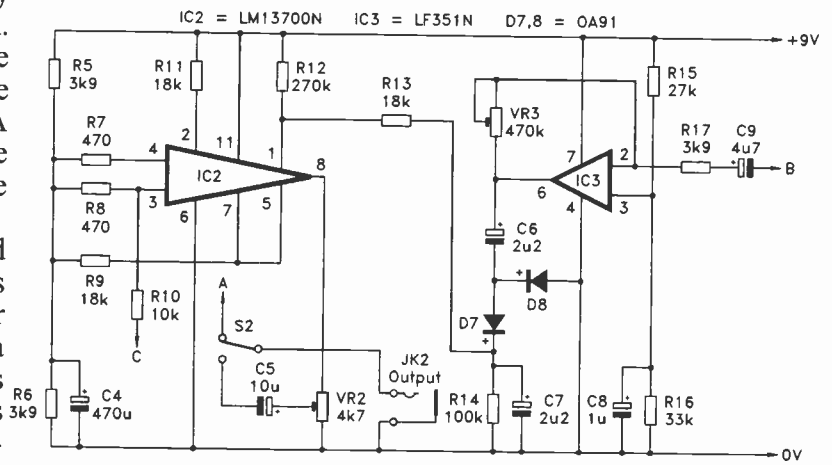 IC2 = LM13700N IC3 = LF351N D7,8 = OA91
+9V
R5
3k9
R11
18k
R12
270k
R13
18k
VR3
470k
R15
27k
R17
3k9
C9
4u7
B
R7
470
R8
470
R9
18k
R10
10k
C
4
3
2
11
1
8
6
7
5
IC2
7
2
6
IC3
4
3
C6
2u2
D8
D7
A
S2
C5
10u
VR2
4k7
JK2
Output
R6
3k9
C4
470u
R14
100k
C7
2u2
C8
1u
R16
33k
0V